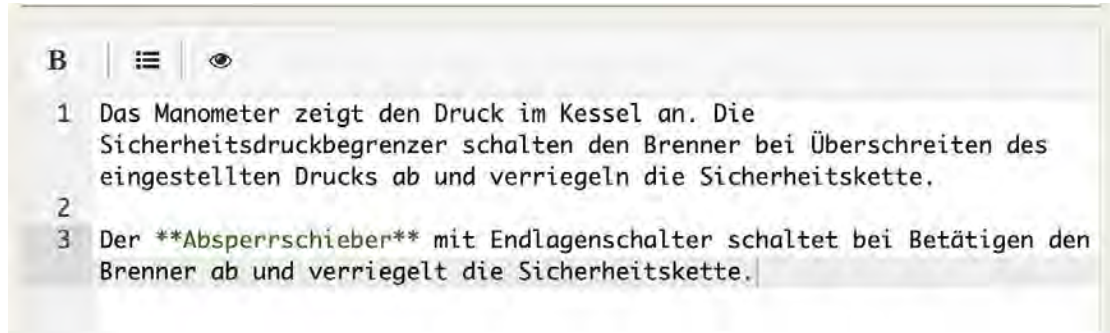 B
1 Das Manometer zeigt den Druck im Kessel an. Die
Sicherheitsdruckbegrenzer schalten den Brenner bei Überschreiten des
eingestellten Drucks ab und verriegeln die Sicherheitskette.
2
3 Der **Absperrschieber** mit Endlagenschalter schaltet bei Betätigen den
Brenner ab und verriegelt die Sicherheitskette.